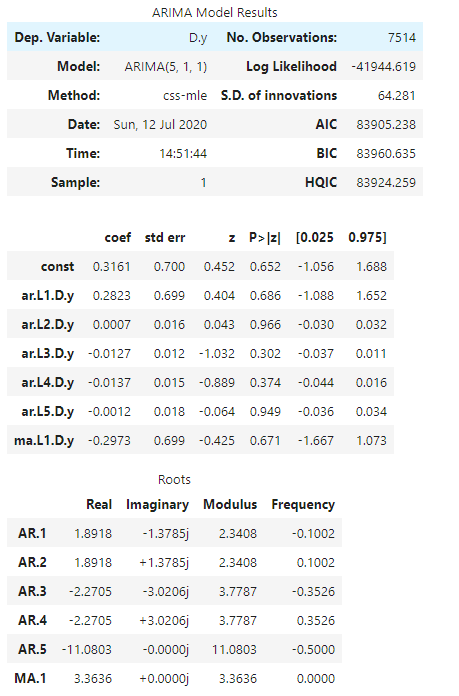 ARIMA Model Results
Dep. Variable: D.y No. Observations: 7514
Model: ARIMA(5, 1, 1) Log Likelihood -41944.619
Method: css-mle S.D. of innovations 64.281
Date: Sun, 12 Jul 2020 AIC 83905.238
Time: 14:51:44 BIC 83960.635
Sample: 1 HQIC 83924.259
coef std err z P>|z| [0.025 0.975]
const 0.3161 0.700 0.452 0.652 -1.056 1.688
ar.L1.D.y 0.2823 0.699 0.404 0.686 -1.088 1.652
ar.L2.D.y 0.0007 0.016 0.043 0.966 -0.030 0.032
ar.L3.D.y -0.0127 0.012 -1.032 0.302 -0.037 0.011
ar.L4.D.y -0.0137 0.015 -0.889 0.374 -0.044 0.016
ar.L5.D.y -0.0012 0.018 -0.064 0.949 -0.036 0.034
ma.L1.D.y -0.2973 0.699 -0.425 0.671 -1.667 1.073
Roots
Real Imaginary Modulus Frequency
AR.1 1.8918 -1.3785j 2.3408 -0.1002
AR.2 1.8918 +1.3785j 2.3408 0.1002
AR.3 -2.2705 -3.0206j 3.7787 -0.3526
AR.4 -2.2705 +3.0206j 3.7787 0.3526
AR.5 -11.0803 -0.0000j 11.0803 -0.5000
MA.1 3.3636 +0.0000j 3.3636 0.0000